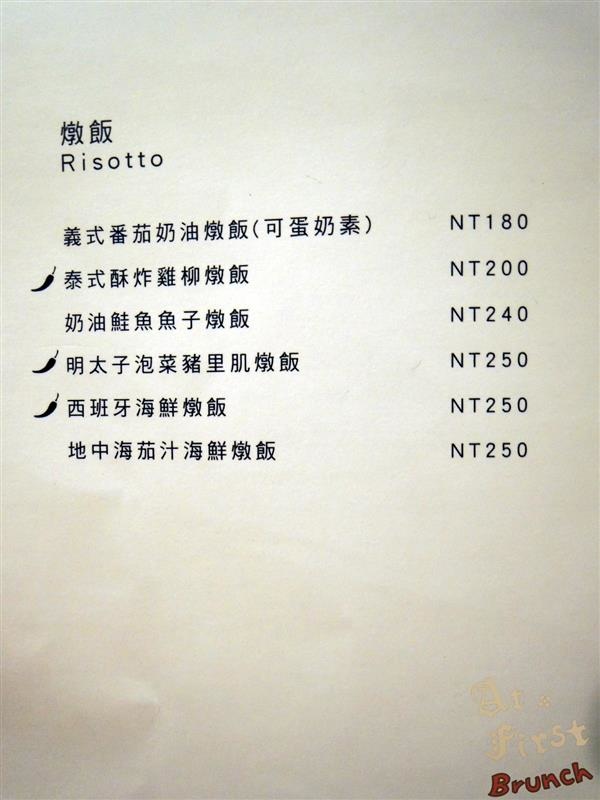 燉飯
Risotto
義式番茄奶油燉飯(可蛋奶素) NT180
泰式酥炸雞柳燉飯 NT200
奶油鮭魚魚子燉飯 NT240
明太子泡菜豬里肌燉飯 NT250
西班牙海鮮燉飯 NT250
地中海茄汁海鮮燉飯 NT250
At
First
Brunch